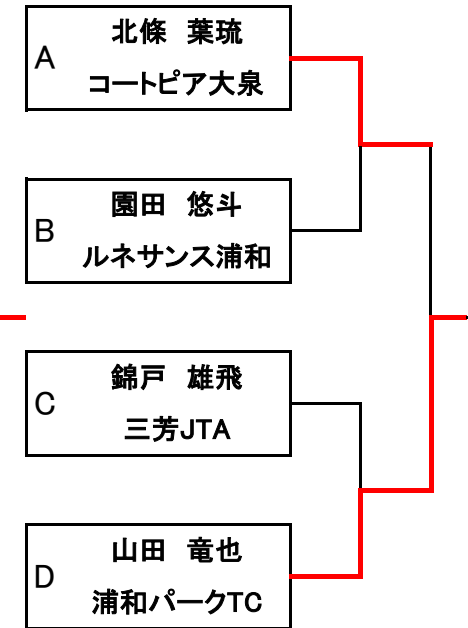 A
北條 葉琉
コートピア大泉
B
園田 悠斗
ルネサンス浦和
C
錦戸 雄飛
三芳JTA
D
山田 竜也
浦和パークTC